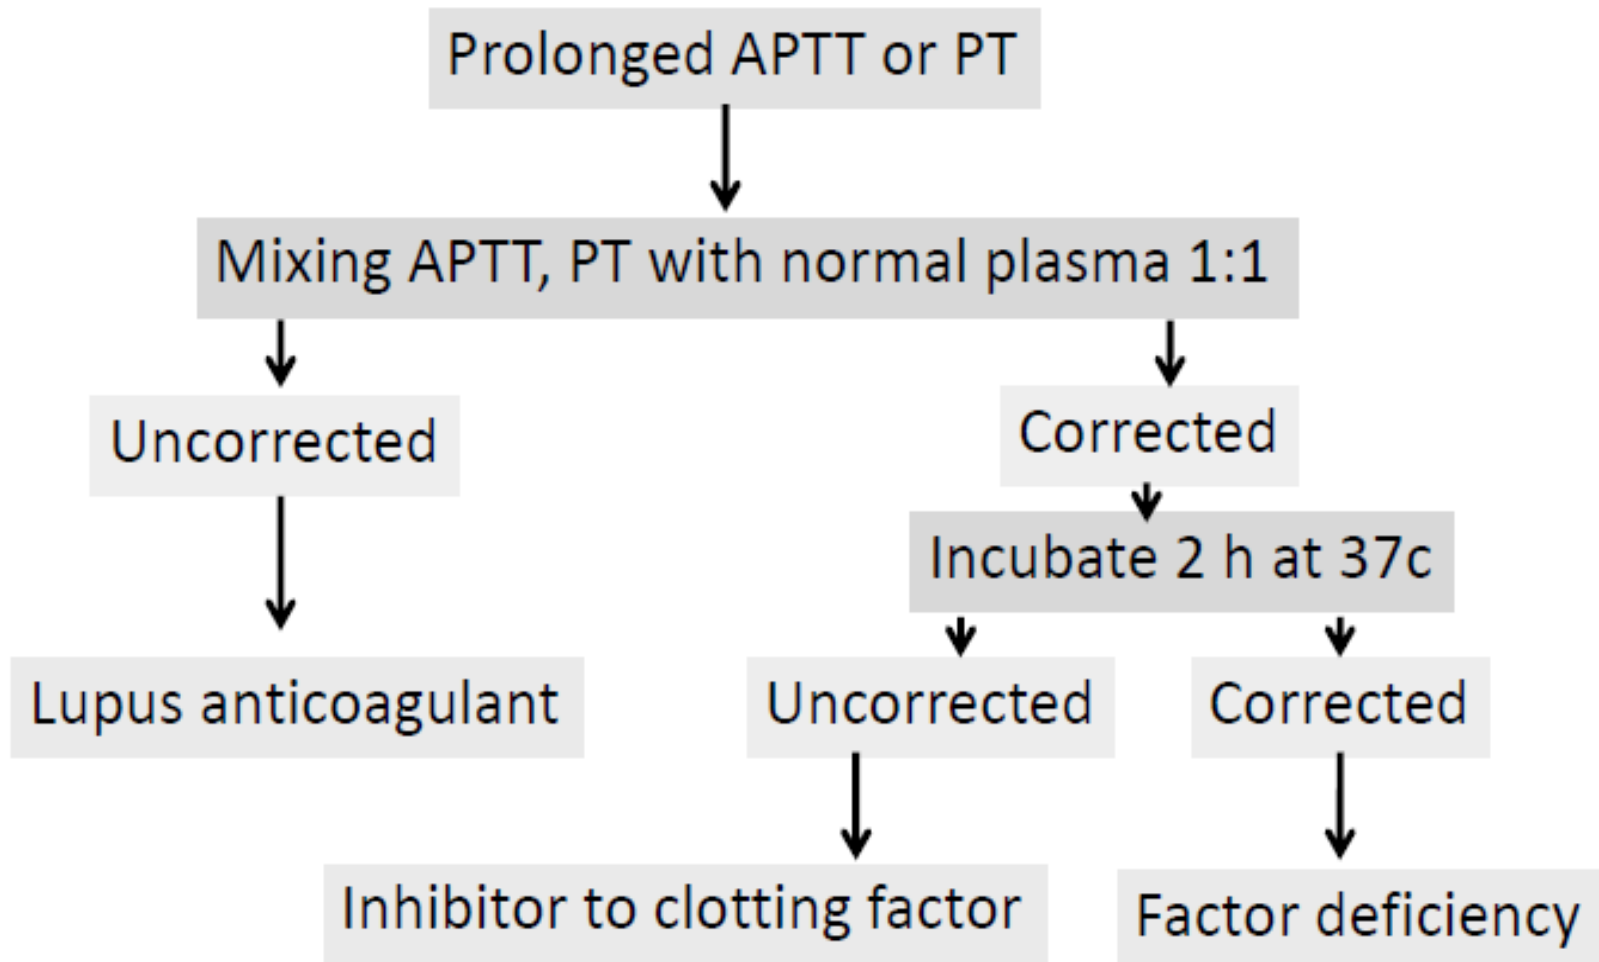 Prolonged APTT or PT
Mixing APTT, PT with normal plasma 1:1
Uncorrected
Corrected
Incubate 2 h at 37c
Lupus anticoagulant
Uncorrected
Corrected
Inhibitor to clotting factor
Factor deficiency